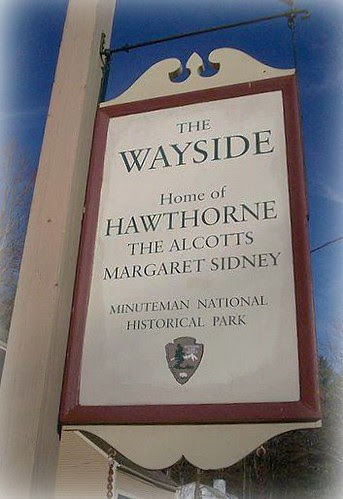 THE
WAYSIDE
Home of
HAWTHORNE
THE ALCOTTS
MARGARET SIDNEY
MINUTEMAN NATIONAL
HISTORICAL PARK